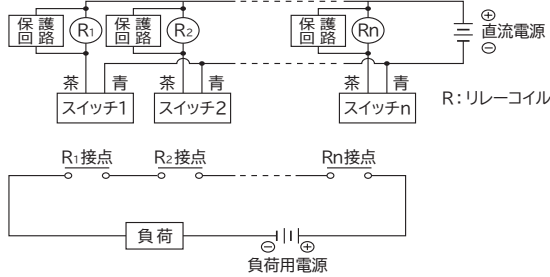 保護回路 R1 保護回路 R2 保護回路 Rn ⊕
直流電源
⊖
茶 青 茶 青 茶 青
スイッチ1 スイッチ2 スイッチn R：リレーコイル
R1接点 R2接点 Rn接点
負荷
⊖ ⊕
負荷用電源